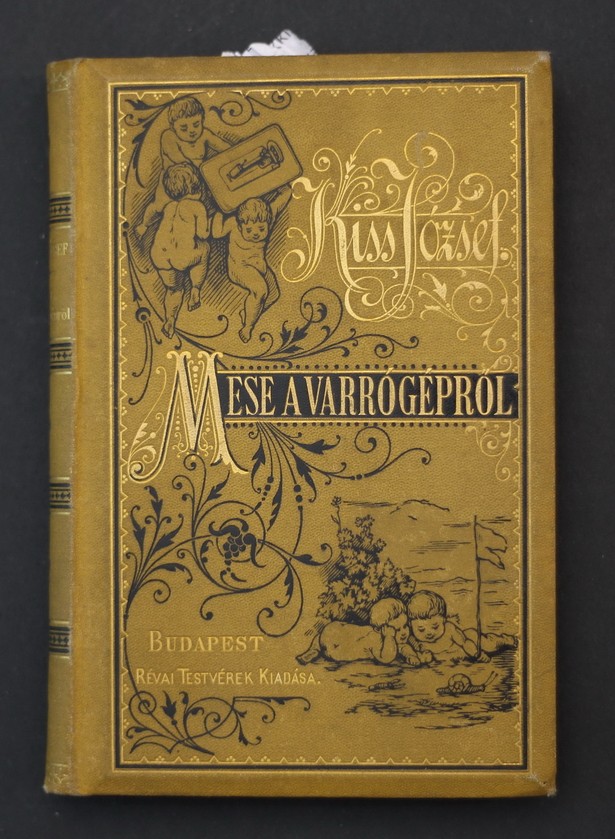 Kiss József.
MESE A VARRÓGÉPRŐL
BUDAPEST
RÉVAI TESTVÉREK KIADÁSA.